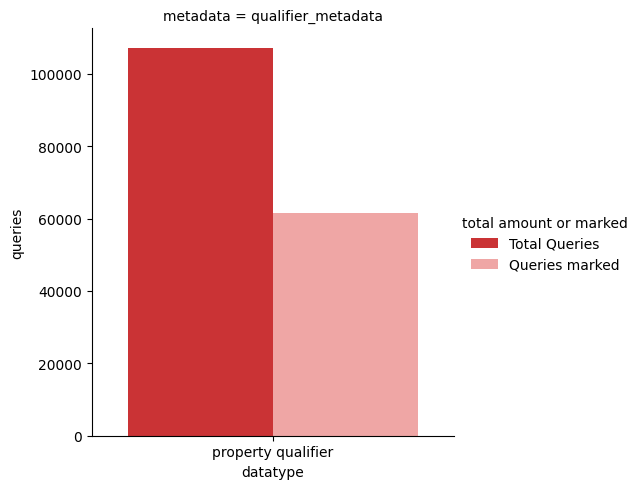 metadata = qualifier_metadata
100000
80000
60000
40000
20000
0
queries
property qualifier
datatype
total amount or marked
Total Queries
Queries marked